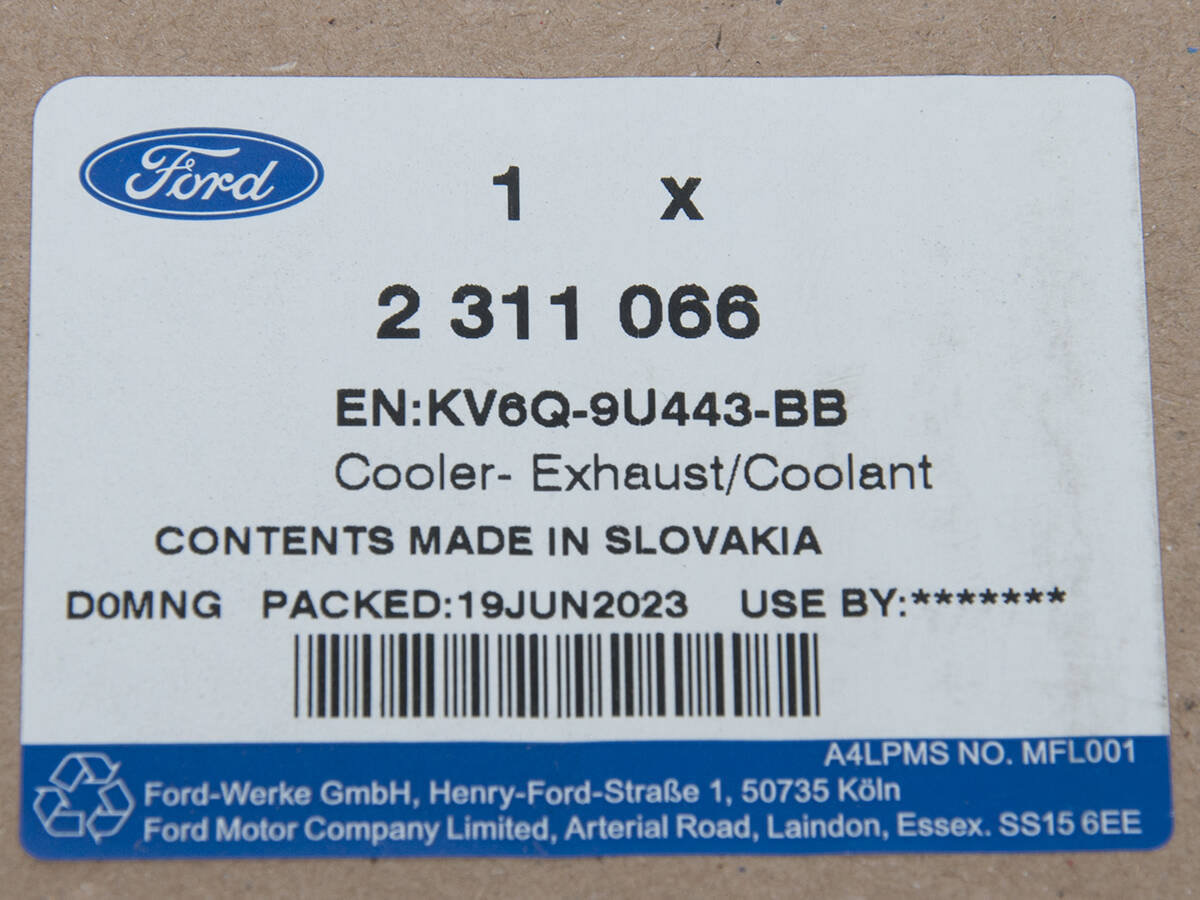 Ford
1 x
2 311 066
EN:KV6Q-9U443-BB
Cooler- Exhaust/Coolant
CONTENTS MADE IN SLOVAKIA
D0MNG PACKED:19JUN2023 USE BY:*******
A4LPMS NO. MFL001
Ford-Werke GmbH, Henry-Ford-Straße 1, 50735 Köln
Ford Motor Company Limited, Arterial Road, Laindon, Essex. SS15 6EE